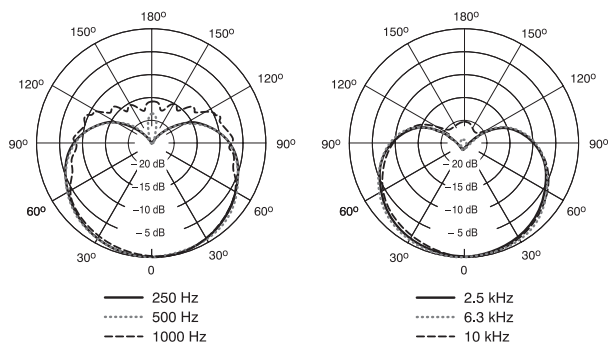 180°
150°
150°
120°
120°
90°
90°
60°
60°
30°
30°
0
– 20 dB
– 15 dB
– 10 dB
– 5 dB
250 Hz
500 Hz
1000 Hz
180°
150°
150°
120°
120°
90°
90°
60°
60°
30°
30°
0
– 20 dB
– 15 dB
– 10 dB
– 5 dB
2.5 kHz
6.3 kHz
10 kHz